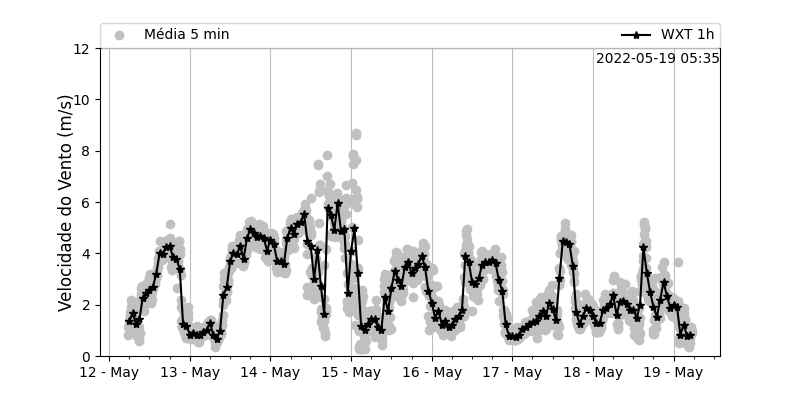 Média 5 min
WXT 1h
2022-05-19 05:35
Velocidade do Vento (m/s)
12
10
8
6
4
2
0
12 - May
13 - May
14 - May
15 - May
16 - May
17 - May
18 - May
19 - May